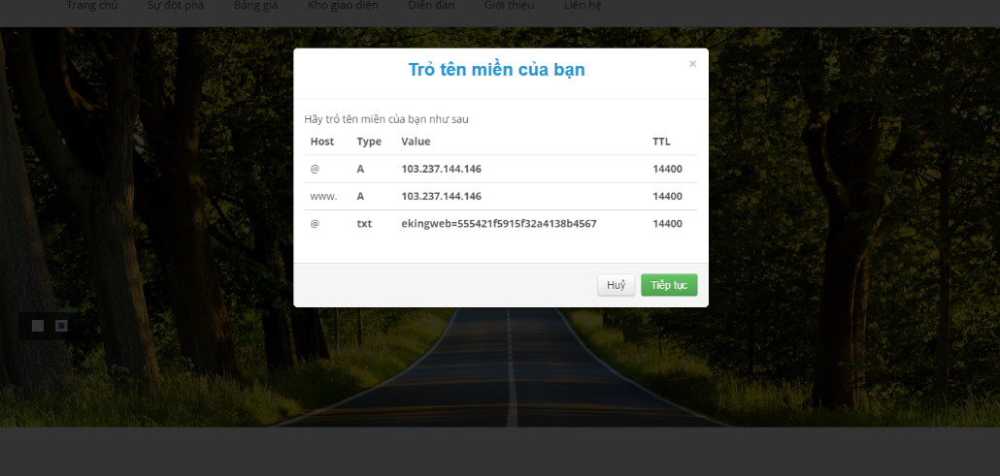 Trang chủ Sự đột phá Bảng giá Kho giao diện Diễn đàn Giới thiệu Liên hệ
Trỏ tên miền của bạn ×
Hãy trỏ tên miền của bạn như sau
Host Type Value TTL
@ A 103.237.144.146 14400
www. A 103.237.144.146 14400
@ txt ekingweb=555421f5915f32a4138b4567 14400
Huỷ Tiếp tục